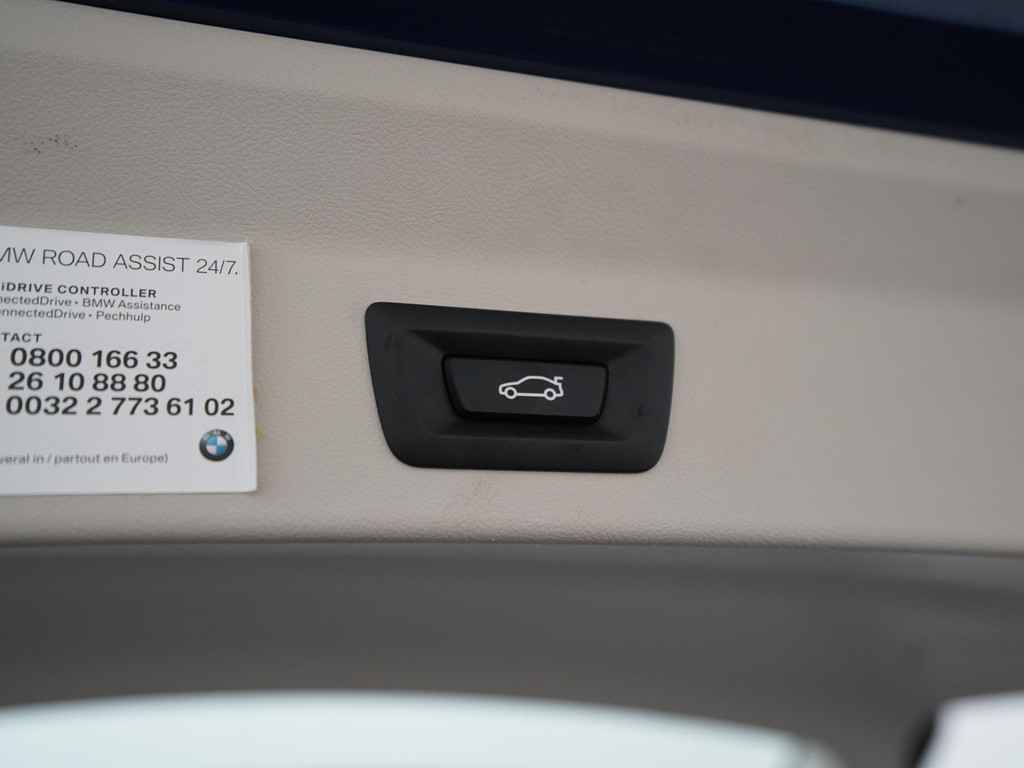 MW ROAD ASSIST 24/7.
iDRIVE CONTROLLER
nectedDrive • BMW Assistance
nnectedDrive • Pechhulp
TACT
0800 166 33
26 10 88 80
0032 2 773 61 02
veral in / partout en Europe)